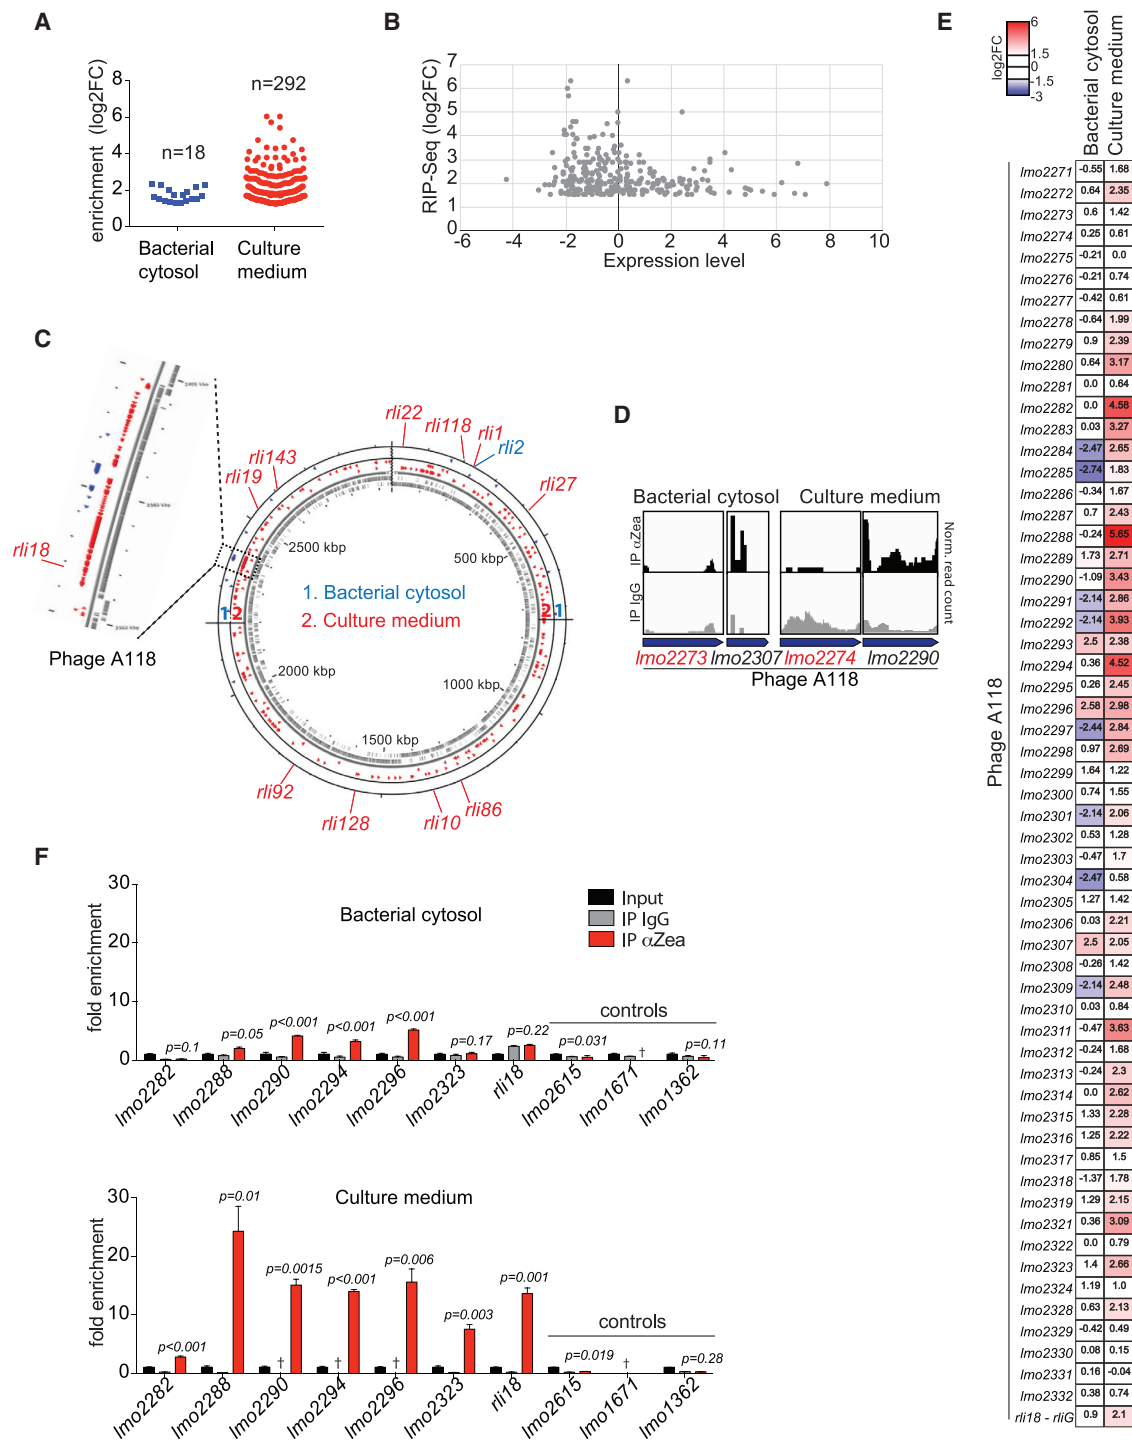 A
enrichment (log2FC)
8
6
4
2
0
n=18
n=292
Bacterial cytosol
Culture medium
B
RIP-Seq (log2FC)
7
6
5
4
3
2
1
0
-6 -4 -2 0 2 4 6 8 10
Expression level
C
rli18
Phage A118
rli19
rli143
rli22
rli118
rli1
rli2
rli27
2500 kbp
500 kbp
1. Bacterial cytosol
2. Culture medium
1 2
2 1
2000 kbp
1000 kbp
1500 kbp
rli92
rli128
rli10
rli86
D
Bacterial cytosol Culture medium
IP αZea
IP IgG
Norm. read count
lmo2273 lmo2307 lmo2274 lmo2290
Phage A118
E
log2FC
6
1.5
0
-1.5
-3
Bacterial cytosol
Culture medium
Phage A118
lmo2271 -0.55 1.68
lmo2272 0.64 2.35
lmo2273 0.6 1.42
lmo2274 0.25 0.61
lmo2275 -0.21 0.0
lmo2276 -0.21 0.74
lmo2277 -0.42 0.61
lmo2278 -0.64 1.99
lmo2279 0.9 2.39
lmo2280 0.64 3.17
lmo2281 0.0 0.64
lmo2282 0.0 4.58
lmo2283 0.03 3.27
lmo2284 -2.47 2.65
lmo2285 -2.74 1.83
lmo2286 -0.34 1.67
lmo2287 0.7 2.43
lmo2288 -0.24 5.65
lmo2289 1.73 2.71
lmo2290 -1.09 3.43
lmo2291 -2.14 2.86
lmo2292 -2.14 3.93
lmo2293 2.5 2.38
lmo2294 0.36 4.52
lmo2295 0.26 2.45
lmo2296 2.58 2.98
lmo2297 -2.44 2.84
lmo2298 0.97 2.69
lmo2299 1.64 1.22
lmo2300 0.74 1.55
lmo2301 -2.14 2.06
lmo2302 0.53 1.28
lmo2303 -0.47 1.7
lmo2304 -2.47 0.58
lmo2305 1.27 1.42
lmo2306 0.03 2.21
lmo2307 2.5 2.05
lmo2308 -0.26 1.42
lmo2309 -2.14 2.48
lmo2310 0.03 0.84
lmo2311 -0.47 3.63
lmo2312 -0.24 1.68
lmo2313 -0.24 2.3
lmo2314 0.0 2.62
lmo2315 1.33 2.28
lmo2316 1.25 2.22
lmo2317 0.85 1.5
lmo2318 -1.37 1.78
lmo2319 1.29 2.15
lmo2321 0.36 3.09
lmo2322 0.0 0.79
lmo2323 1.4 2.66
lmo2324 1.19 1.0
lmo2328 0.63 2.13
lmo2329 -0.42 0.49
lmo2330 0.08 0.15
lmo2331 0.16 -0.04
lmo2332 0.38 0.74
rli18 - rliG 0.9 2.1
F
fold enrichment
30
20
10
0
Bacterial cytosol
Input
IP IgG
IP αZea
controls
p=0.1 p=0.05 p<0.001 p<0.001 p<0.001 p=0.17 p=0.22 p=0.031 † p=0.11
lmo2282 lmo2288 lmo2290 lmo2294 lmo2296 lmo2323 rli18 lmo2615 lmo1671 lmo1362
fold enrichment
30
20
10
0
Culture medium
controls
p<0.001 p=0.01 p=0.0015 p<0.001 p=0.006 p=0.003 p=0.001 p=0.019 † p=0.28
† † †
lmo2282 lmo2288 lmo2290 lmo2294 lmo2296 lmo2323 rli18 lmo2615 lmo1671 lmo1362